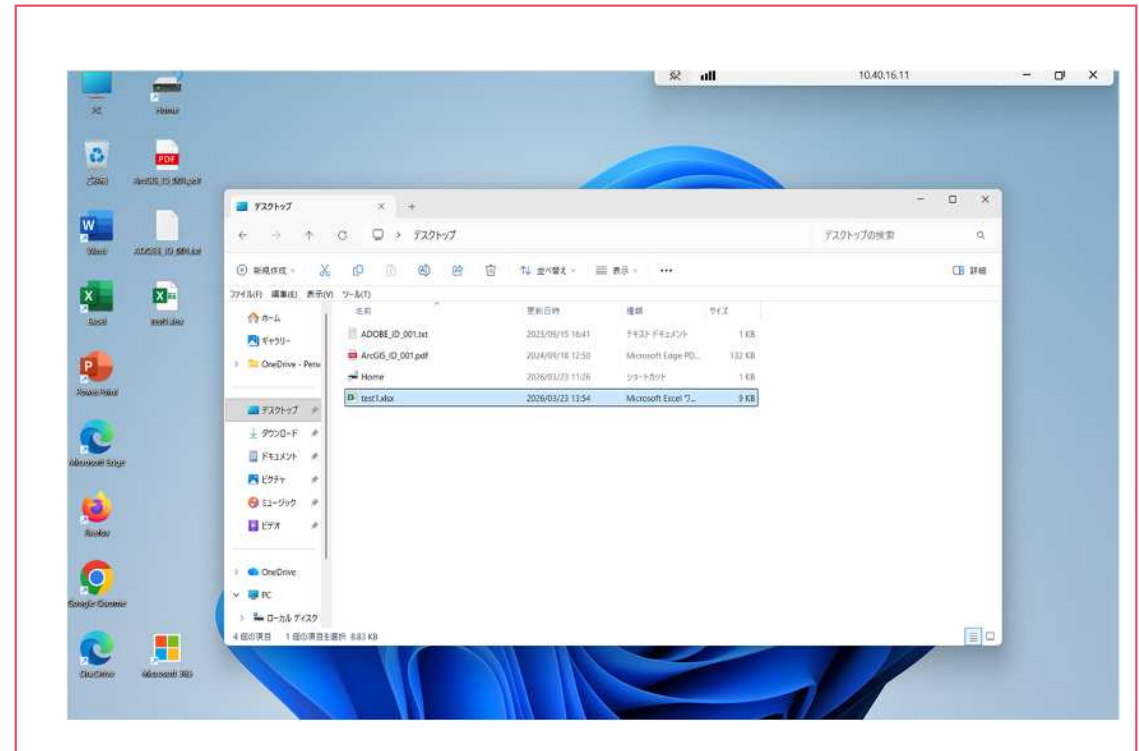 10.40.16.11
PC
Home
ごみ箱
Word
Excel
test1.xlsx
PowerPoint
Microsoft Edge
Firefox
Google Chrome
OneDrive
Microsoft 365
デスクトップ
デスクトップ
デスクトップの検索
新規作成
並べ替え
表示
詳細
ファイル(F) 編集(E) 表示(V) ツール(T)
名前 更新日時 種類 サイズ
ADOBE_ID_001.txt 2023/09/15 16:41 テキスト ドキュメント 1 KB
ArcGIS_ID_001.pdf 2024/09/18 12:50 Microsoft Edge PD... 132 KB
Home 2026/03/23 11:26 ショートカット 1 KB
test1.xlsx 2026/03/23 13:54 Microsoft Excel ワ... 9 KB
ホーム
ギャラリー
OneDrive - Perso
デスクトップ
ダウンロード
ドキュメント
ピクチャ
ミュージック
ビデオ
OneDrive
PC
ローカル ディスク
4 個の項目 1 個の項目を選択 8.83 KB